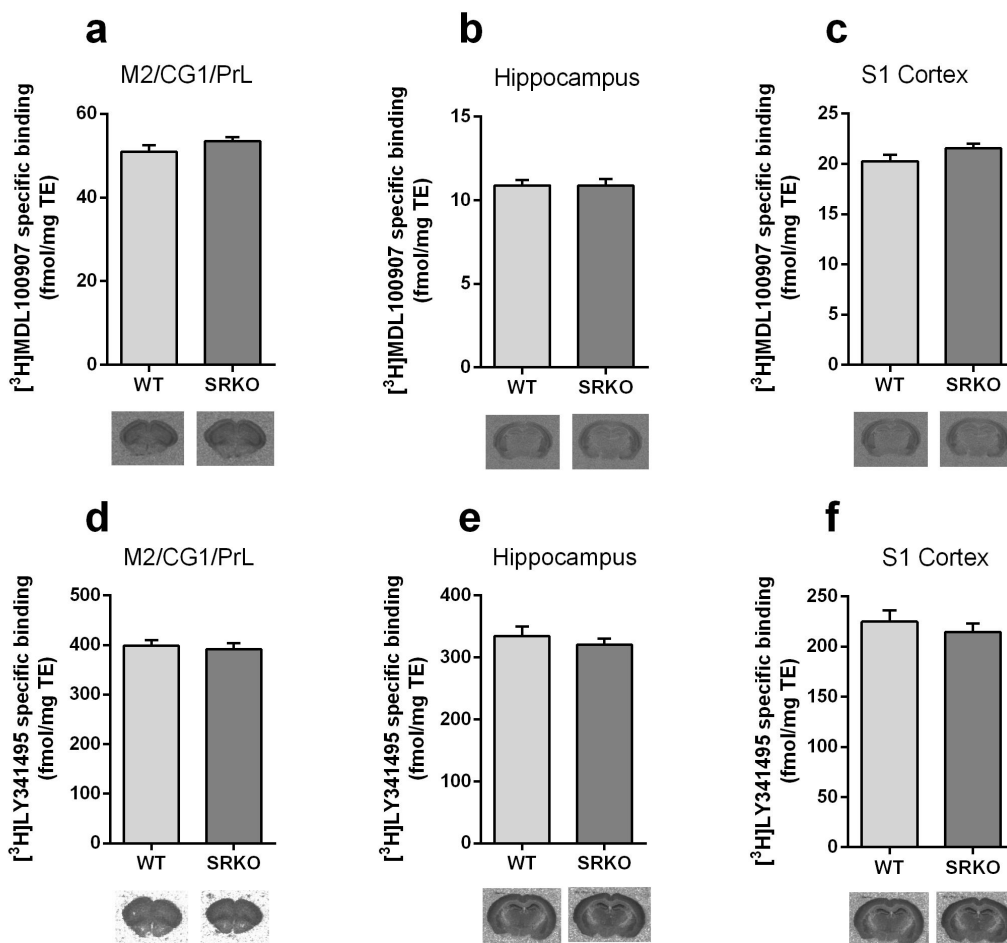 a
M2/CG1/PrL
[³H]MDL100907 specific binding
(fmol/mg TE)
60
40
20
0
WT SRKO
b
Hippocampus
[³H]MDL100907 specific binding
(fmol/mg TE)
15
10
5
0
WT SRKO
c
S1 Cortex
[³H]MDL100907 specific binding
(fmol/mg TE)
25
20
15
10
5
0
WT SRKO
d
M2/CG1/PrL
[³H]LY341495 specific binding
(fmol/mg TE)
500
400
300
200
100
0
WT SRKO
e
Hippocampus
[³H]LY341495 specific binding
(fmol/mg TE)
400
300
200
100
0
WT SRKO
f
S1 Cortex
[³H]LY341495 specific binding
(fmol/mg TE)
250
200
150
100
50
0
WT SRKO